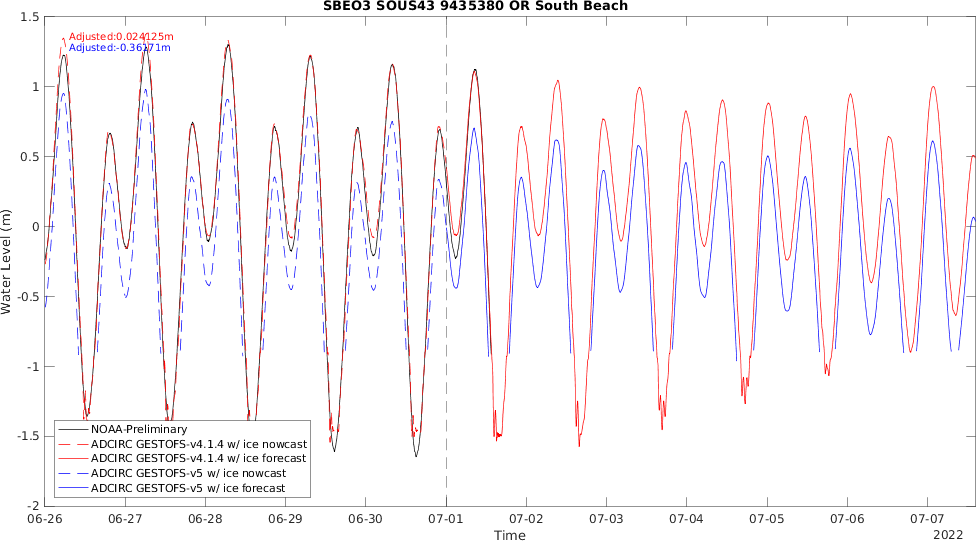 SBEO3 SOUS43 9435380 OR South Beach
Adjusted:0.024125m
Adjusted:-0.36171m
1.5
1
0.5
0
-0.5
-1
-1.5
-2
Water Level (m)
NOAA-Preliminary
ADCIRC GESTOFS-v4.1.4 w/ ice nowcast
ADCIRC GESTOFS-v4.1.4 w/ ice forecast
ADCIRC GESTOFS-v5 w/ ice nowcast
ADCIRC GESTOFS-v5 w/ ice forecast
06-26 06-27 06-28 06-29 06-30 07-01 07-02 07-03 07-04 07-05 07-06 07-07
Time
2022